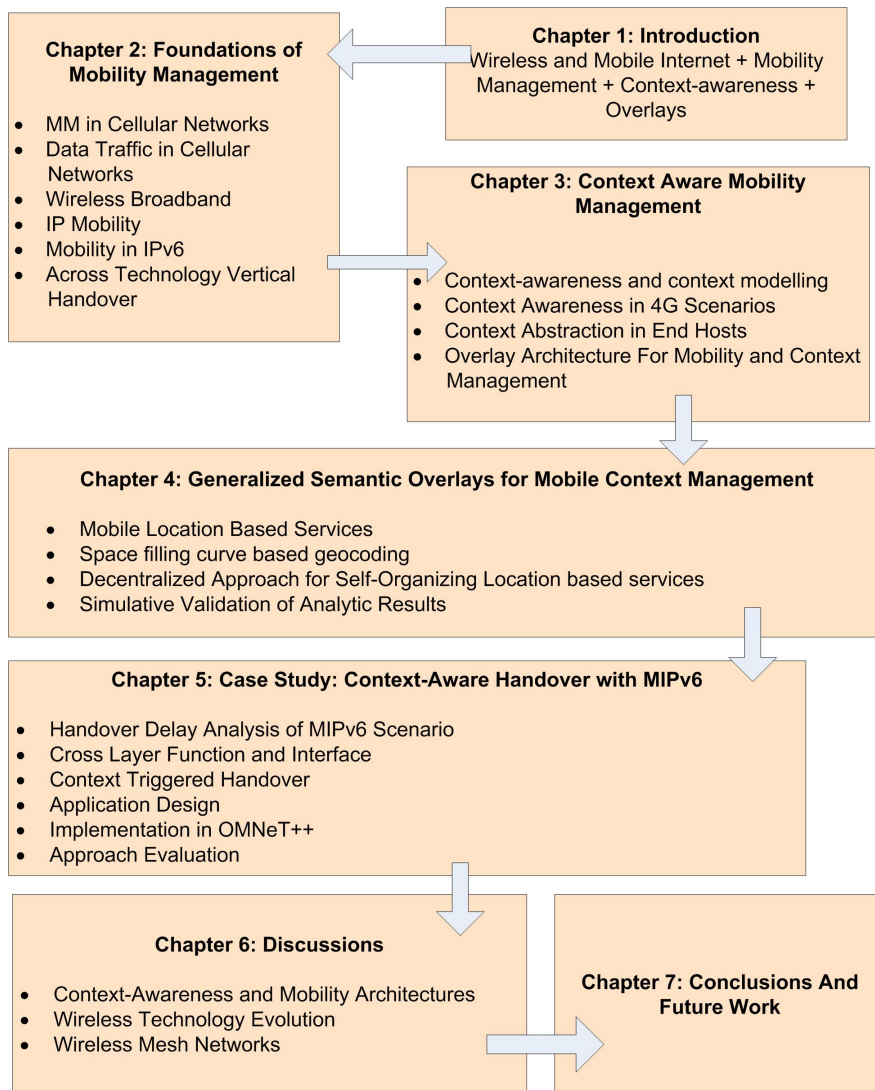 Chapter 1: Introduction
Wireless and Mobile Internet + Mobility
Management + Context-awareness +
Overlays
Chapter 2: Foundations of
Mobility Management
• MM in Cellular Networks
• Data Traffic in Cellular
Networks
• Wireless Broadband
• IP Mobility
• Mobility in IPv6
• Across Technology Vertical
Handover
Chapter 3: Context Aware Mobility
Management
• Context-awareness and context modelling
• Context Awareness in 4G Scenarios
• Context Abstraction in End Hosts
• Overlay Architecture For Mobility and Context
Management
Chapter 4: Generalized Semantic Overlays for Mobile Context Management
• Mobile Location Based Services
• Space filling curve based geocoding
• Decentralized Approach for Self-Organizing Location based services
• Simulative Validation of Analytic Results
Chapter 5: Case Study: Context-Aware Handover with MIPv6
• Handover Delay Analysis of MIPv6 Scenario
• Cross Layer Function and Interface
• Context Triggered Handover
• Application Design
• Implementation in OMNeT++
• Approach Evaluation
Chapter 6: Discussions
• Context-Awareness and Mobility Architectures
• Wireless Technology Evolution
• Wireless Mesh Networks
Chapter 7: Conclusions And
Future Work